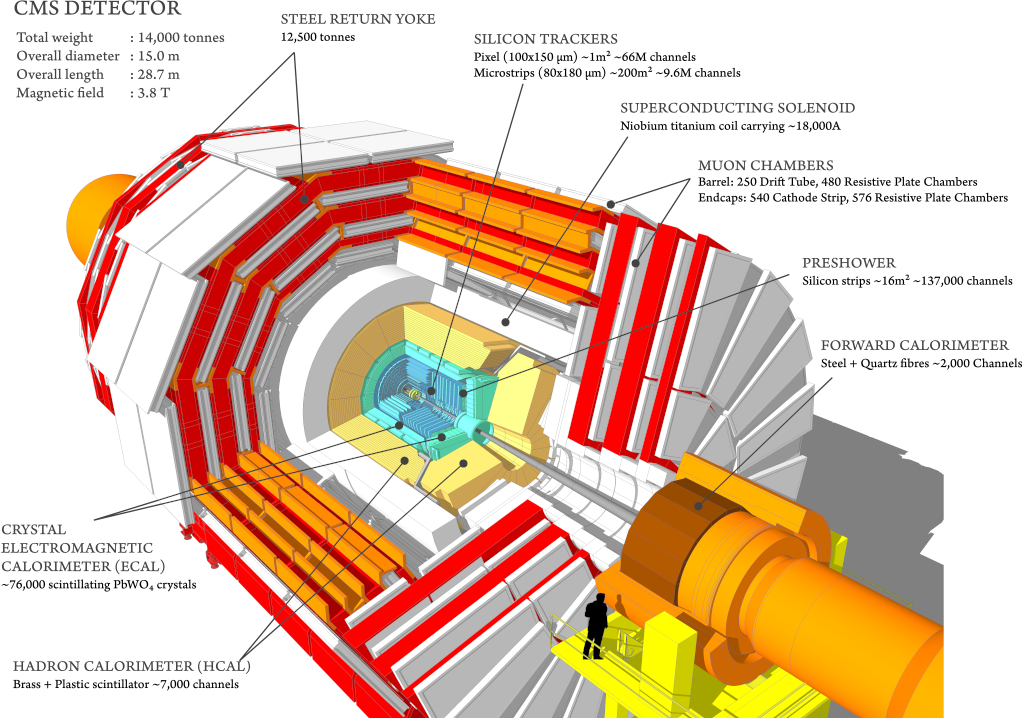 CMS DETECTOR
Total weight : 14,000 tonnes
Overall diameter : 15.0 m
Overall length : 28.7 m
Magnetic field : 3.8 T
STEEL RETURN YOKE
12,500 tonnes
SILICON TRACKERS
Pixel (100x150 μm) ~1m² ~66M channels
Microstrips (80x180 μm) ~200m² ~9.6M channels
SUPERCONDUCTING SOLENOID
Niobium titanium coil carrying ~18,000A
MUON CHAMBERS
Barrel: 250 Drift Tube, 480 Resistive Plate Chambers
Endcaps: 540 Cathode Strip, 576 Resistive Plate Chambers
PRESHOWER
Silicon strips ~16m² ~137,000 channels
FORWARD CALORIMETER
Steel + Quartz fibres ~2,000 Channels
CRYSTAL
ELECTROMAGNETIC
CALORIMETER (ECAL)
~76,000 scintillating PbWO₄ crystals
HADRON CALORIMETER (HCAL)
Brass + Plastic scintillator ~7,000 channels